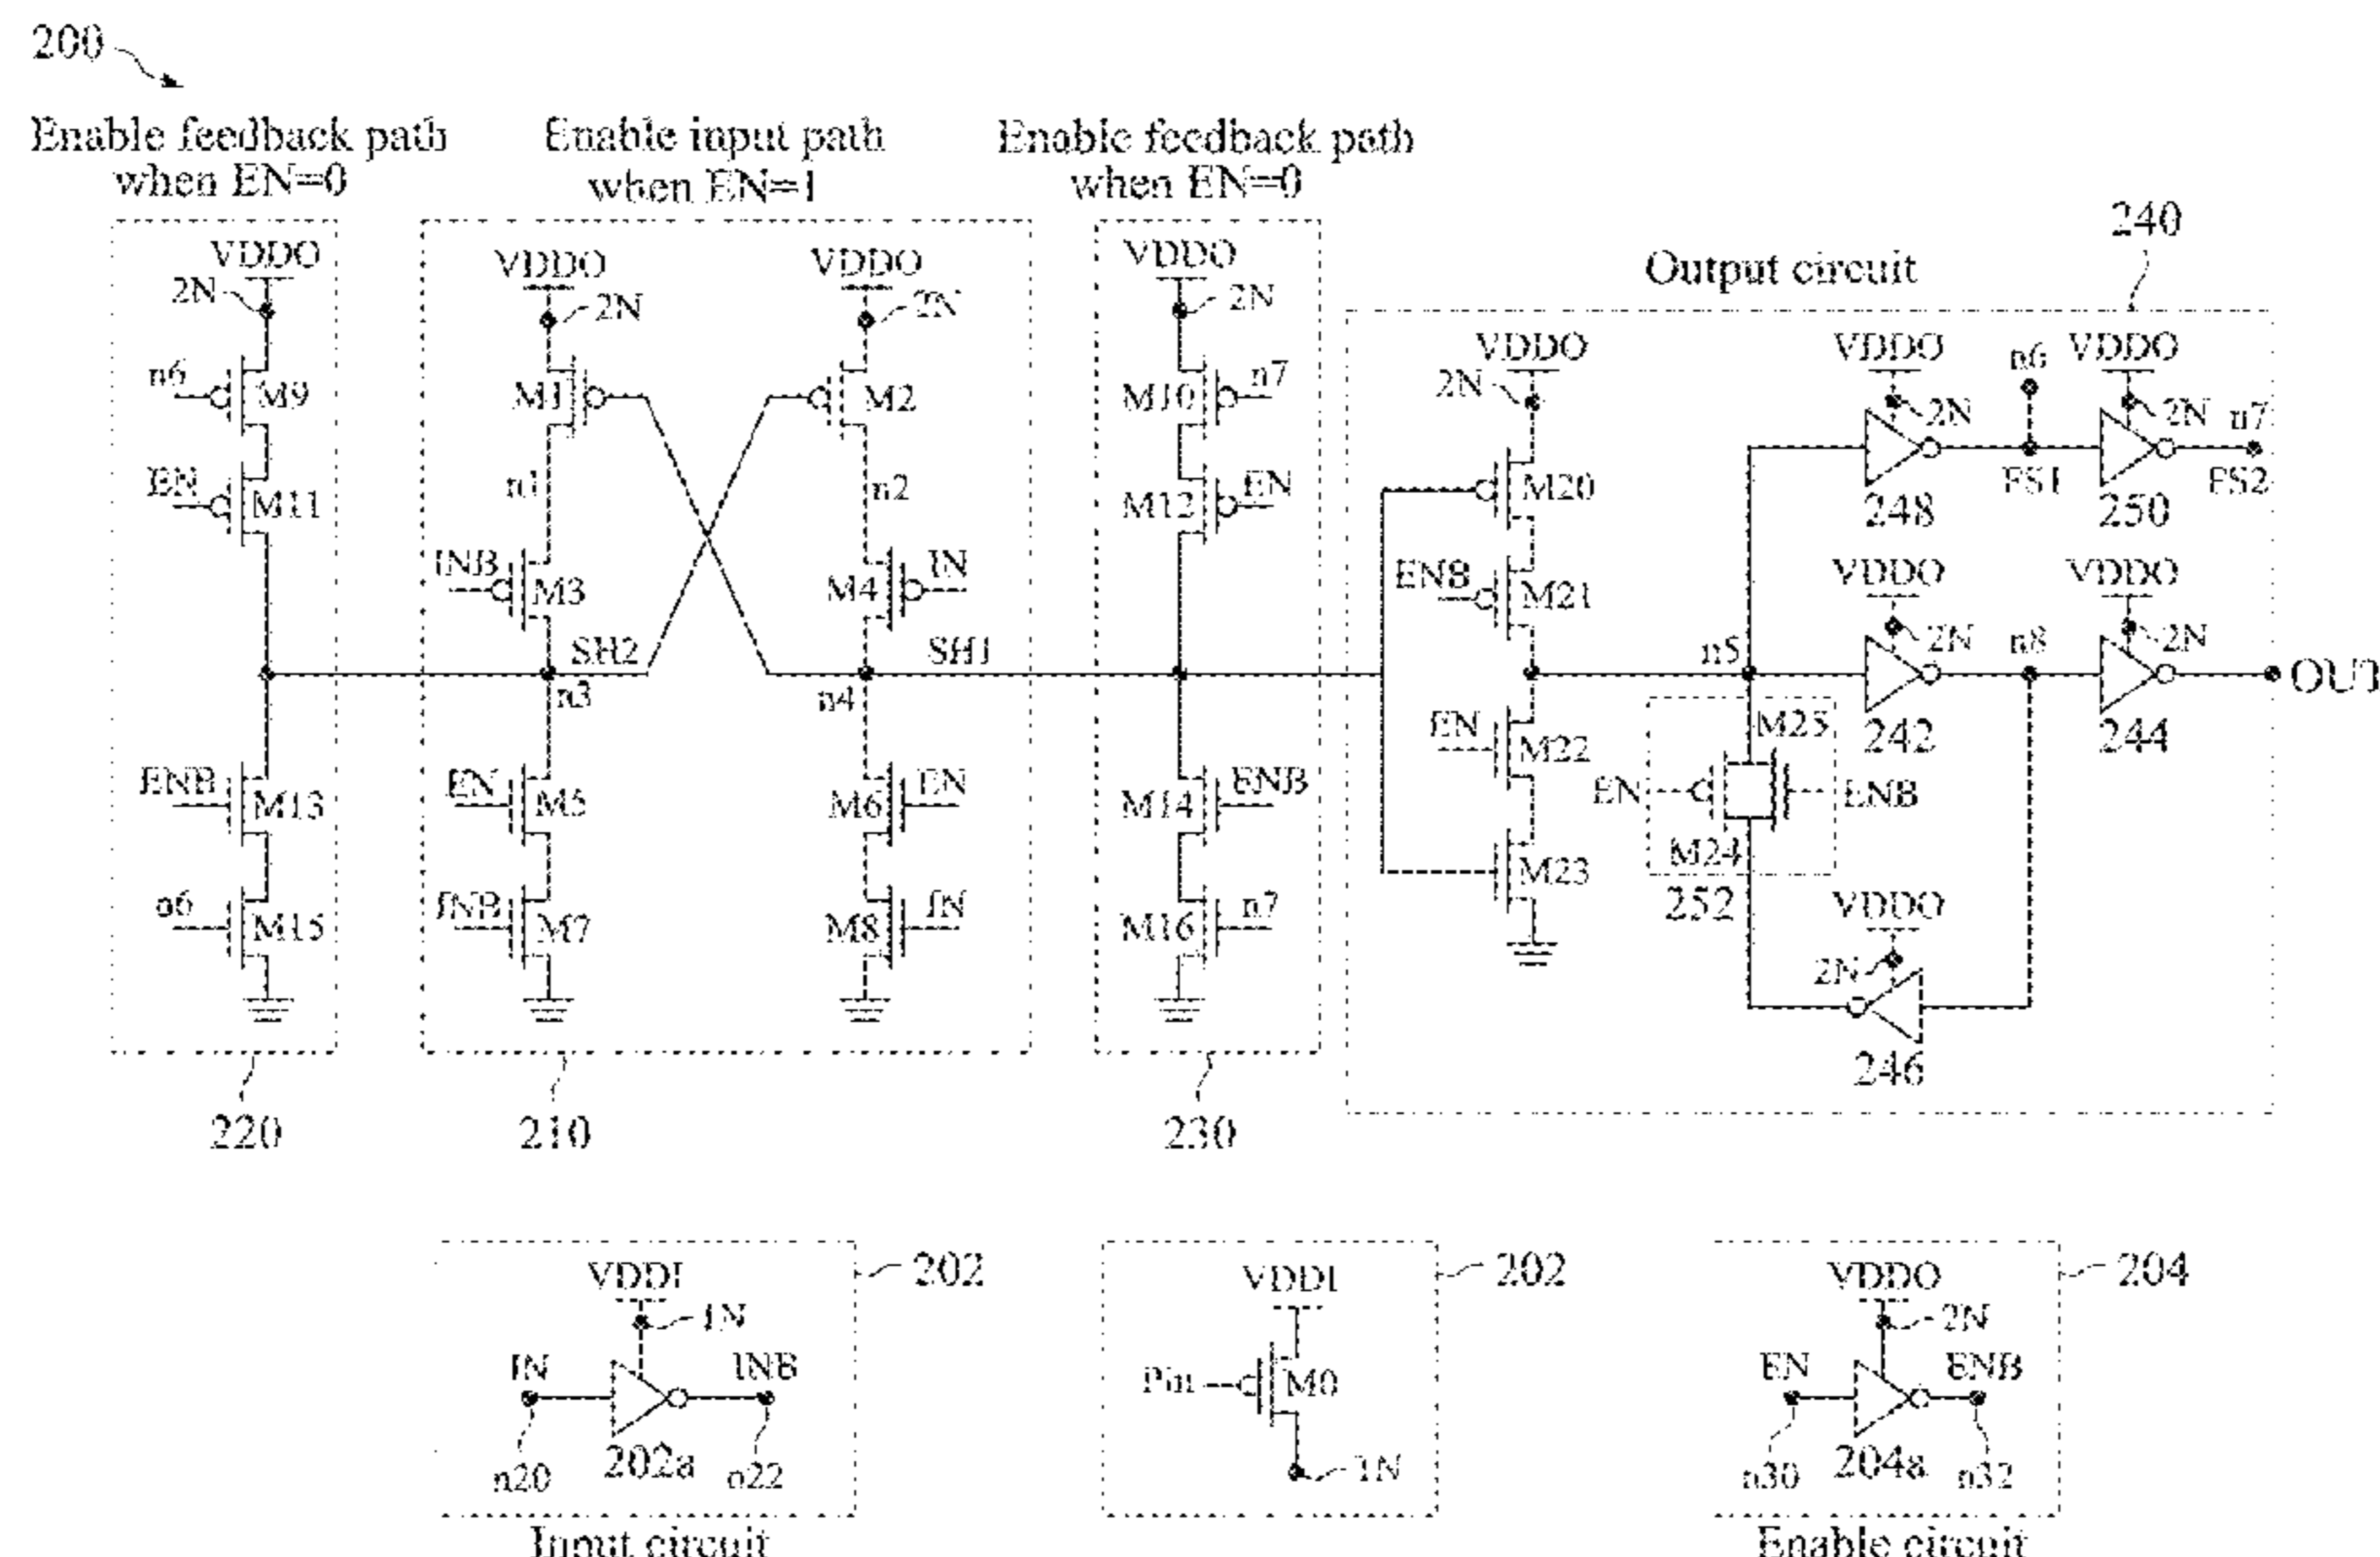 200
Enable feedback path
when EN=0
Enable input path
when EN=1
Enable feedback path
when EN=0
240
Output circuit
VDDO
2N
n6
M9
EN
M11
ENB
M13
n6
M15
220
VDDO
2N
M1
n1
INB
M3
SH2
n3
EN
M5
INB
M7
210
VDDO
2N
M2
n2
IN
M4
SH1
n4
EN
M6
IN
M8
VDDO
2N
M10
n7
M12
EN
ENB
M14
n7
M16
230
VDDO
2N
M20
ENB
M21
EN
M22
M23
n5
VDDO
2N
248
n6
FS1
VDDO
2N
250
n7
FS2
VDDO
2N
242
n8
VDDO
2N
244
M25
EN
ENB
M24
252
VDDO
2N
246
VDDI
202
1N
IN
INB
n20
202a
n22
Input circuit
VDDI
202
Pin
M0
1N
VDDO
204
2N
EN
ENB
n30
204a
n32
Enable circuit